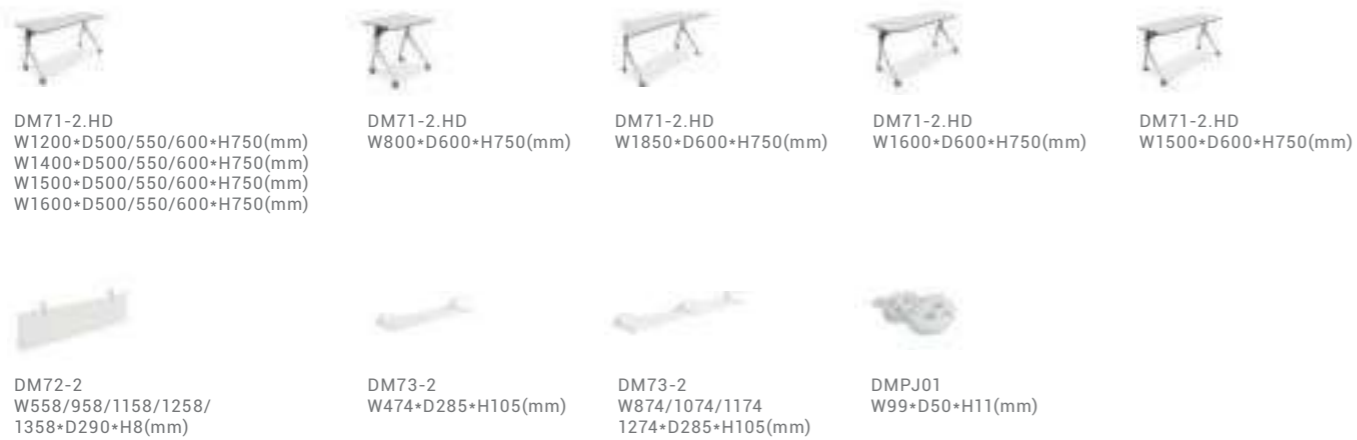 DM71-2.HD
W1200*D500/550/600*H750(mm)
W1400*D500/550/600*H750(mm)
W1500*D500/550/600*H750(mm)
W1600*D500/550/600*H750(mm)
DM71-2.HD
W800*D600*H750(mm)
DM71-2.HD
W1850*D600*H750(mm)
DM71-2.HD
W1600*D600*H750(mm)
DM71-2.HD
W1500*D600*H750(mm)
DM72-2
W558/958/1158/1258/
1358*D290*H8(mm)
DM73-2
W474*D285*H105(mm)
DM73-2
W874/1074/1174
1274*D285*H105(mm)
DMPJ01
W99*D50*H11(mm)